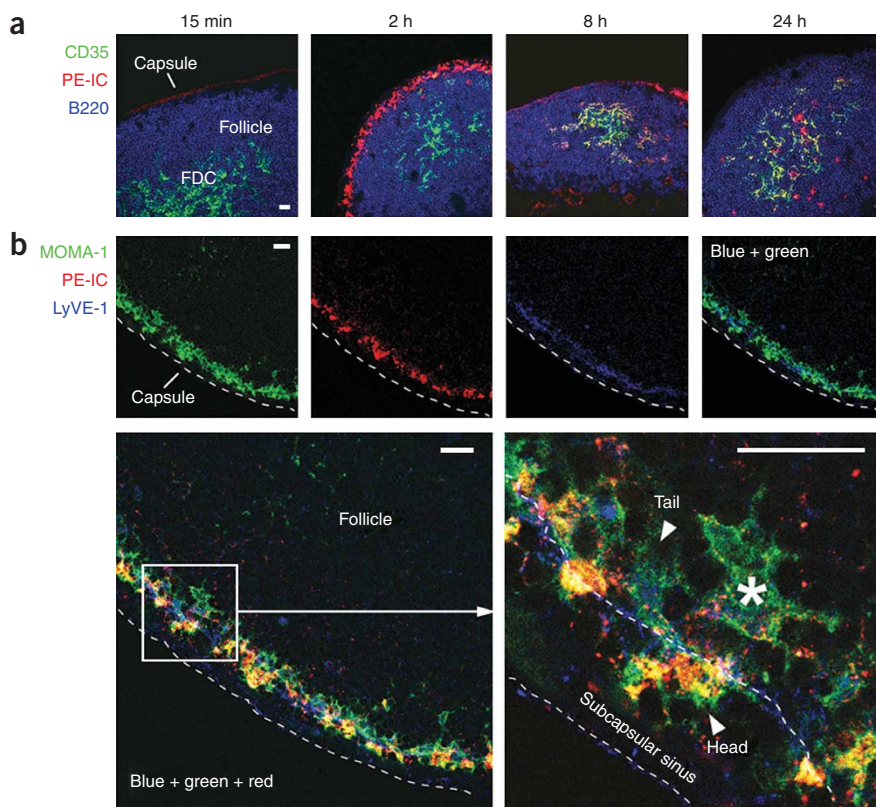 a
15 min
2 h
8 h
24 h
CD35
PE-IC
B220
Capsule
Follicle
FDC
b
MOMA-1
PE-IC
LyVE-1
Capsule
Blue + green
Follicle
Blue + green + red
Tail
*
Head
Subcapsular sinus